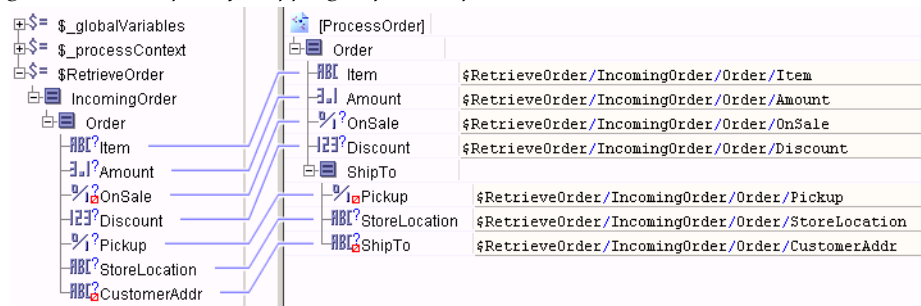 $_globalVariables
$_processContext
$RetrieveOrder
IncomingOrder
Order
Item
Amount
OnSale
Discount
Pickup
StoreLocation
CustomerAddr
[ProcessOrder]
Order
Item $RetrieveOrder/IncomingOrder/Order/Item
Amount $RetrieveOrder/IncomingOrder/Order/Amount
OnSale $RetrieveOrder/IncomingOrder/Order/OnSale
Discount $RetrieveOrder/IncomingOrder/Order/Discount
ShipTo
Pickup $RetrieveOrder/IncomingOrder/Order/Pickup
StoreLocation $RetrieveOrder/IncomingOrder/Order/StoreLocation
ShipTo $RetrieveOrder/IncomingOrder/Order/CustomerAddr